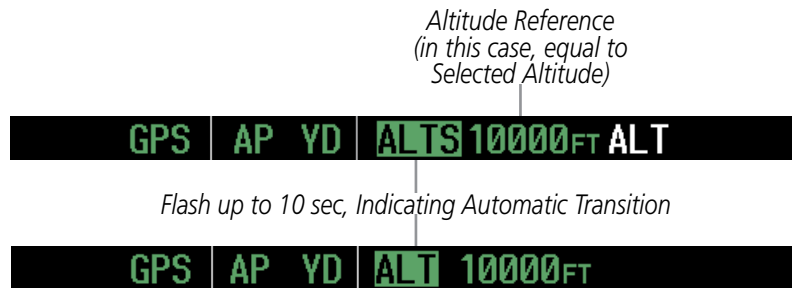 Altitude Reference
(in this case, equal to
Selected Altitude)
GPS AP YD ALTS 10000FT ALT
Flash up to 10 sec, Indicating Automatic Transition
GPS AP YD ALT 10000FT